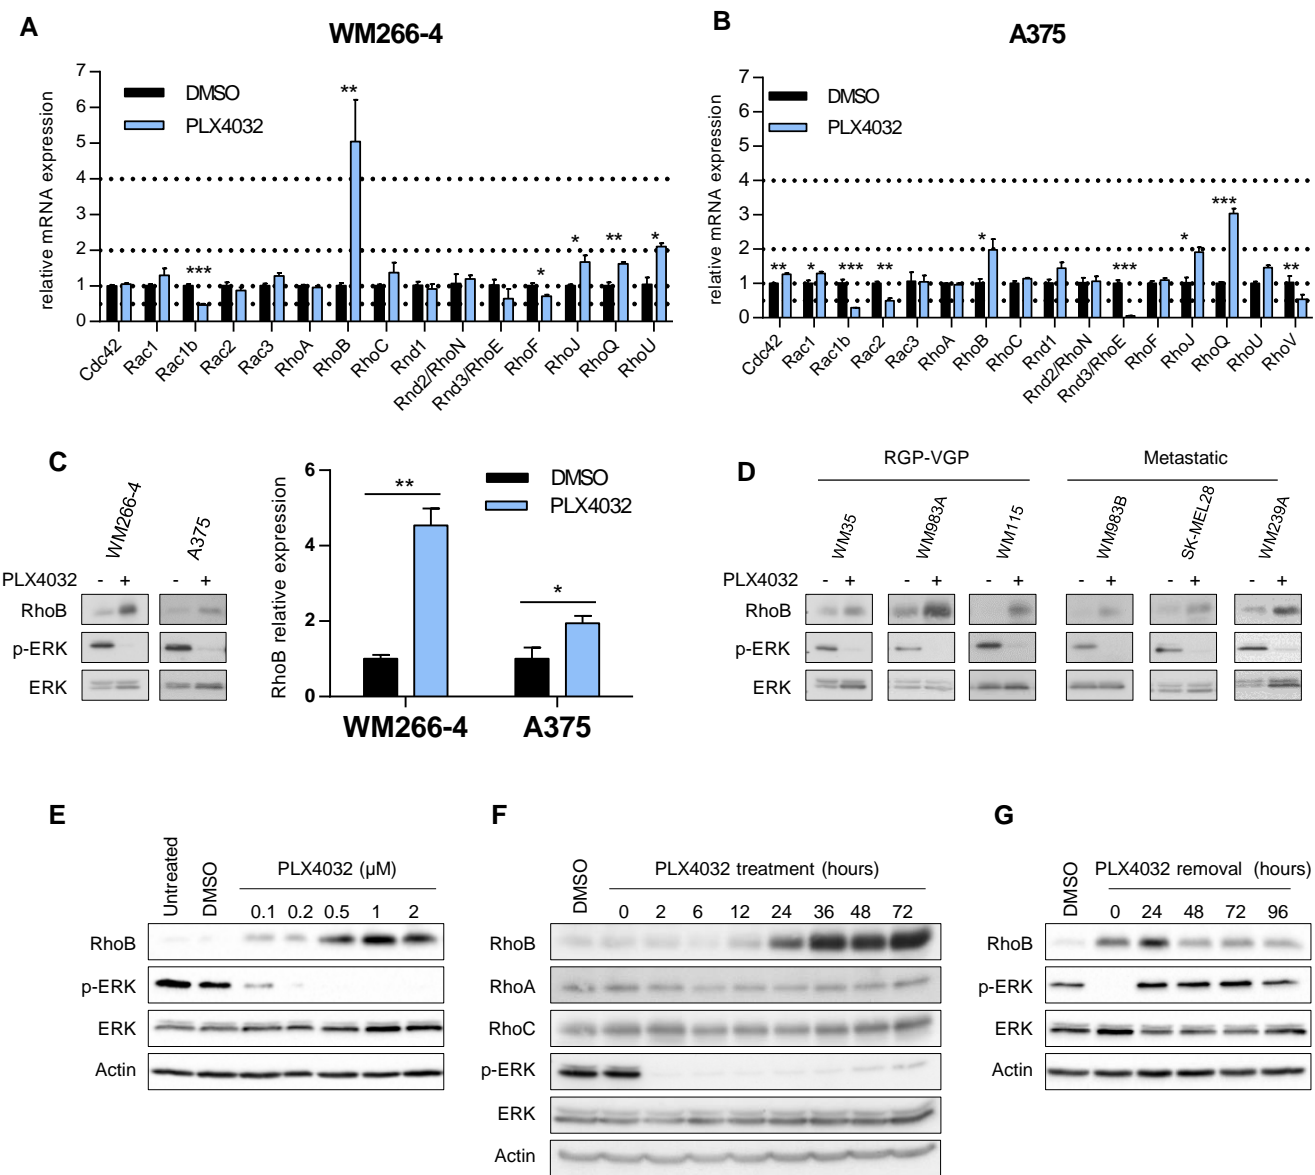 A
WM266-4
relative mRNA expression
7
6
5
4
3
2
1
0
DMSO
PLX4032
**
***
*
*
**
*
Cdc42 Rac1 Rac1b Rac2 Rac3 RhoA RhoB RhoC Rnd1 Rnd2/RhoN Rnd3/RhoE RhoF RhoJ RhoQ RhoU
B
A375
relative mRNA expression
7
6
5
4
3
2
1
0
DMSO
PLX4032
** * *** ** * *** * *** **
Cdc42 Rac1 Rac1b Rac2 Rac3 RhoA RhoB RhoC Rnd1 Rnd2/RhoN Rnd3/RhoE RhoF RhoJ RhoQ RhoU RhoV
C
WM266-4 A375
PLX4032 - + - +
RhoB
p-ERK
ERK
RhoB relative expression
6
4
2
0
DMSO
PLX4032
**
*
WM266-4 A375
D
RGP-VGP Metastatic
WM35 WM983A WM115 WM983B SK-MEL28 WM239A
PLX4032 - + - + - + - + - + - +
RhoB
p-ERK
ERK
E
Untreated DMSO PLX4032 (µM)
0.1 0.2 0.5 1 2
RhoB
p-ERK
ERK
Actin
F
DMSO PLX4032 treatment (hours)
0 2 6 12 24 36 48 72
RhoB
RhoA
RhoC
p-ERK
ERK
Actin
G
DMSO PLX4032 removal (hours)
0 24 48 72 96
RhoB
p-ERK
ERK
Actin